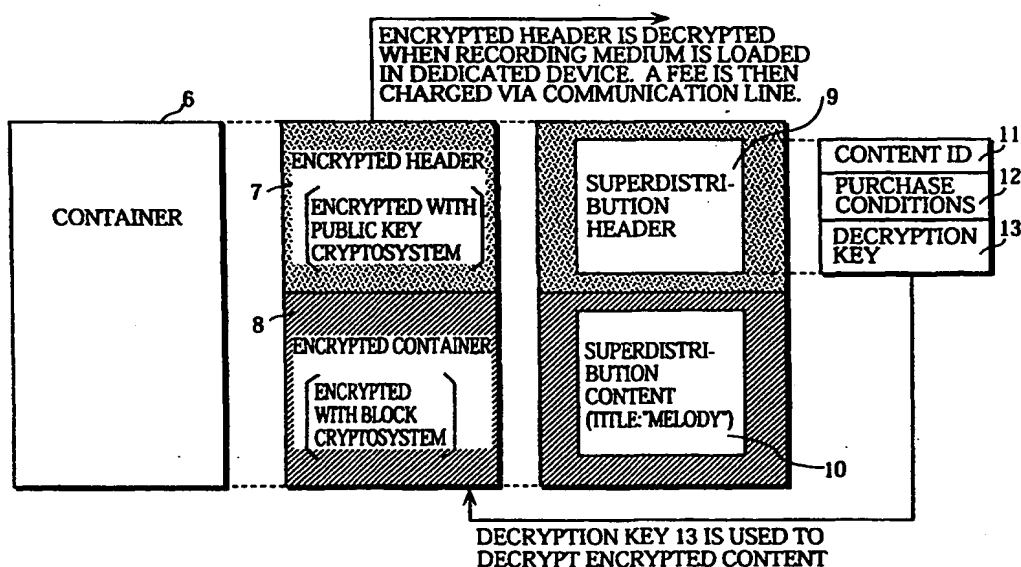 ENCRYPTED HEADER IS DECRYPTED
WHEN RECORDING MEDIUM IS LOADED
IN DEDICATED DEVICE. A FEE IS THEN
CHARGED VIA COMMUNICATION LINE.
6
9
CONTAINER
7
ENCRYPTED HEADER
ENCRYPTED WITH
PUBLIC KEY
CRYPTOSYSTEM
SUPERDISTRI-
BUTION
HEADER
CONTENT ID
11
PURCHASE
CONDITIONS
12
DECRYPTION
KEY
13
8
ENCRYPTED CONTAINER
ENCRYPTED
WITH BLOCK
CRYPTOSYSTEM
SUPERDISTRI-
BUTION
CONTENT
(TITLE:"MELODY")
10
DECRYPTION KEY 13 IS USED TO
DECRYPT ENCRYPTED CONTENT